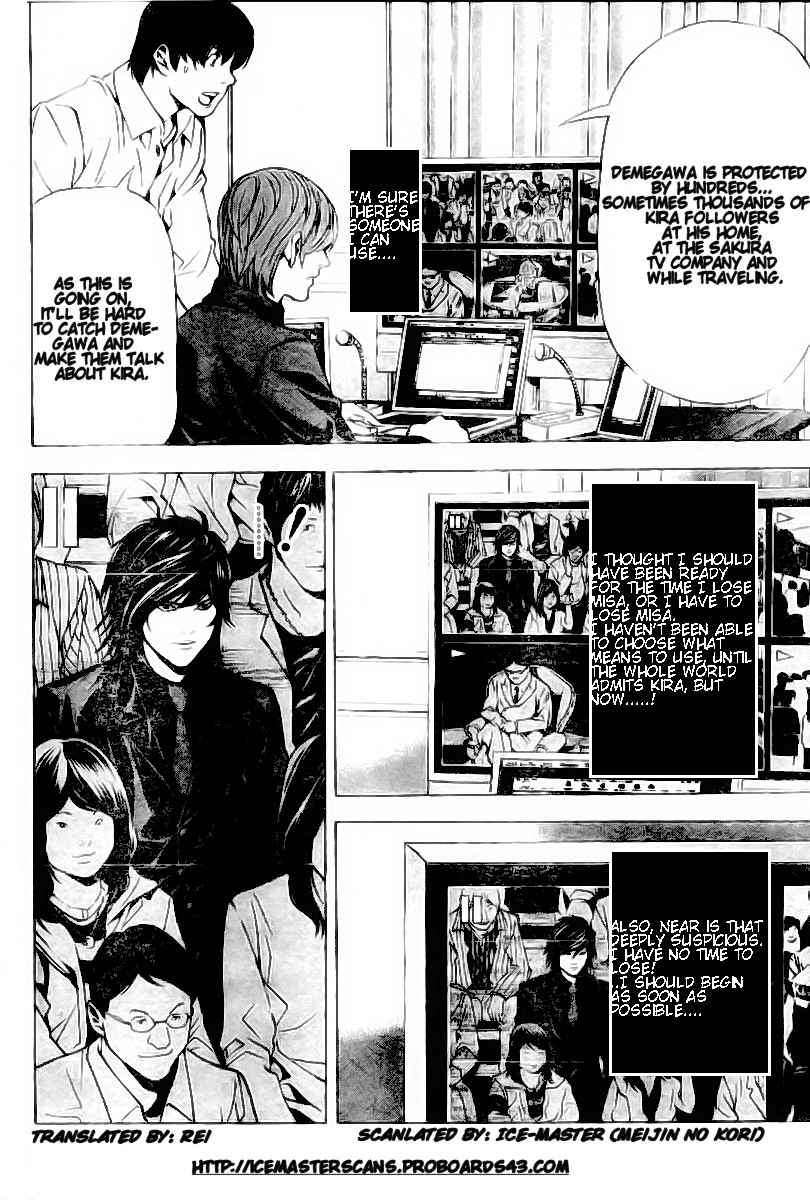 DEMEGAWA IS PROTECTED
BY HUNDREDS...
SOMETIMES THOUSANDS OF
KIRA FOLLOWERS
AT HIS HOME,
AT THE SAKURA
TV COMPANY AND
WHILE TRAVELING.
I'M SURE
THERE'S
SOMEONE
I CAN
USE....
AS THIS IS
GOING ON,
IT'LL BE HARD
TO CATCH DEME-
GAWA AND
MAKE THEM TALK
ABOUT KIRA.
I THOUGHT I SHOULD
HAVE BEEN READY
FOR THE TIME I LOSE
MISA, OR I HAVE TO
LOSE MISA.
I HAVEN'T BEEN ABLE
TO CHOOSE WHAT
MEANS TO USE, UNTIL
THE WHOLE WORLD
ADMITS KIRA, BUT
NOW.....!
!
ALSO, NEAR IS THAT
DEEPLY SUSPICIOUS.
I HAVE NO TIME TO
LOSE!
..I SHOULD BEGIN
AS SOON AS
POSSIBLE....
TRANSLATED BY: REI
SCANLATED BY: ICE-MASTER (MEIJIN NO KORI)
HTTP://ICEMASTERSCANS.PROBOARDS43.COM